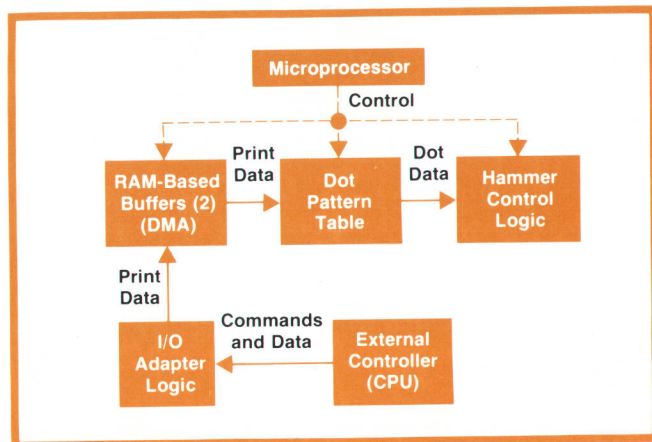 Microprocessor
Control
Print
Data
Dot
Data
RAM-Based
Buffers (2)
(DMA)
Dot
Pattern
Table
Hammer
Control
Logic
Print
Data
Commands
and Data
I/O
Adapter
Logic
External
Controller
(CPU)